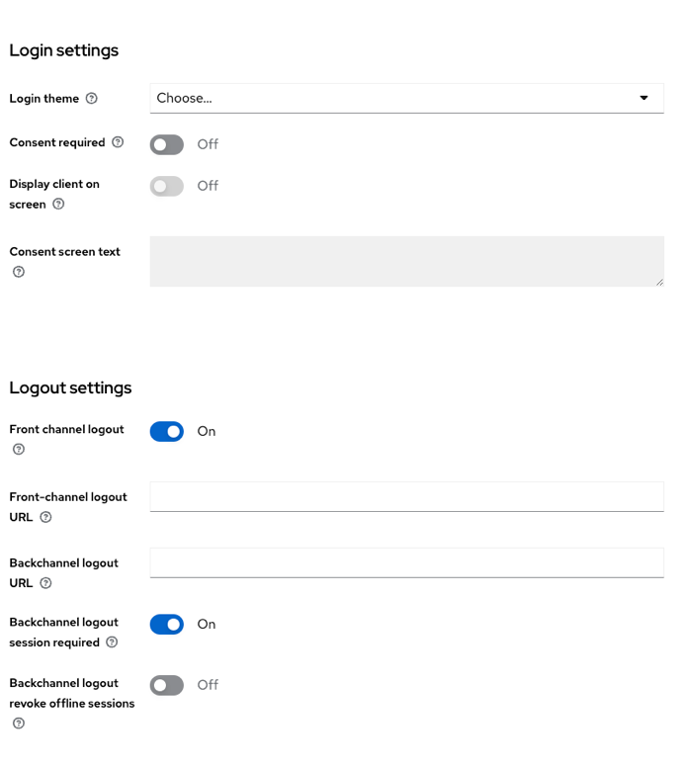 Login settings
Login theme
Choose...
Consent required
Off
Display client on
screen
Off
Consent screen text
Logout settings
Front channel logout
On
Front-channel logout
URL
Backchannel logout
URL
Backchannel logout
session required
On
Backchannel logout
revoke offline sessions
Off